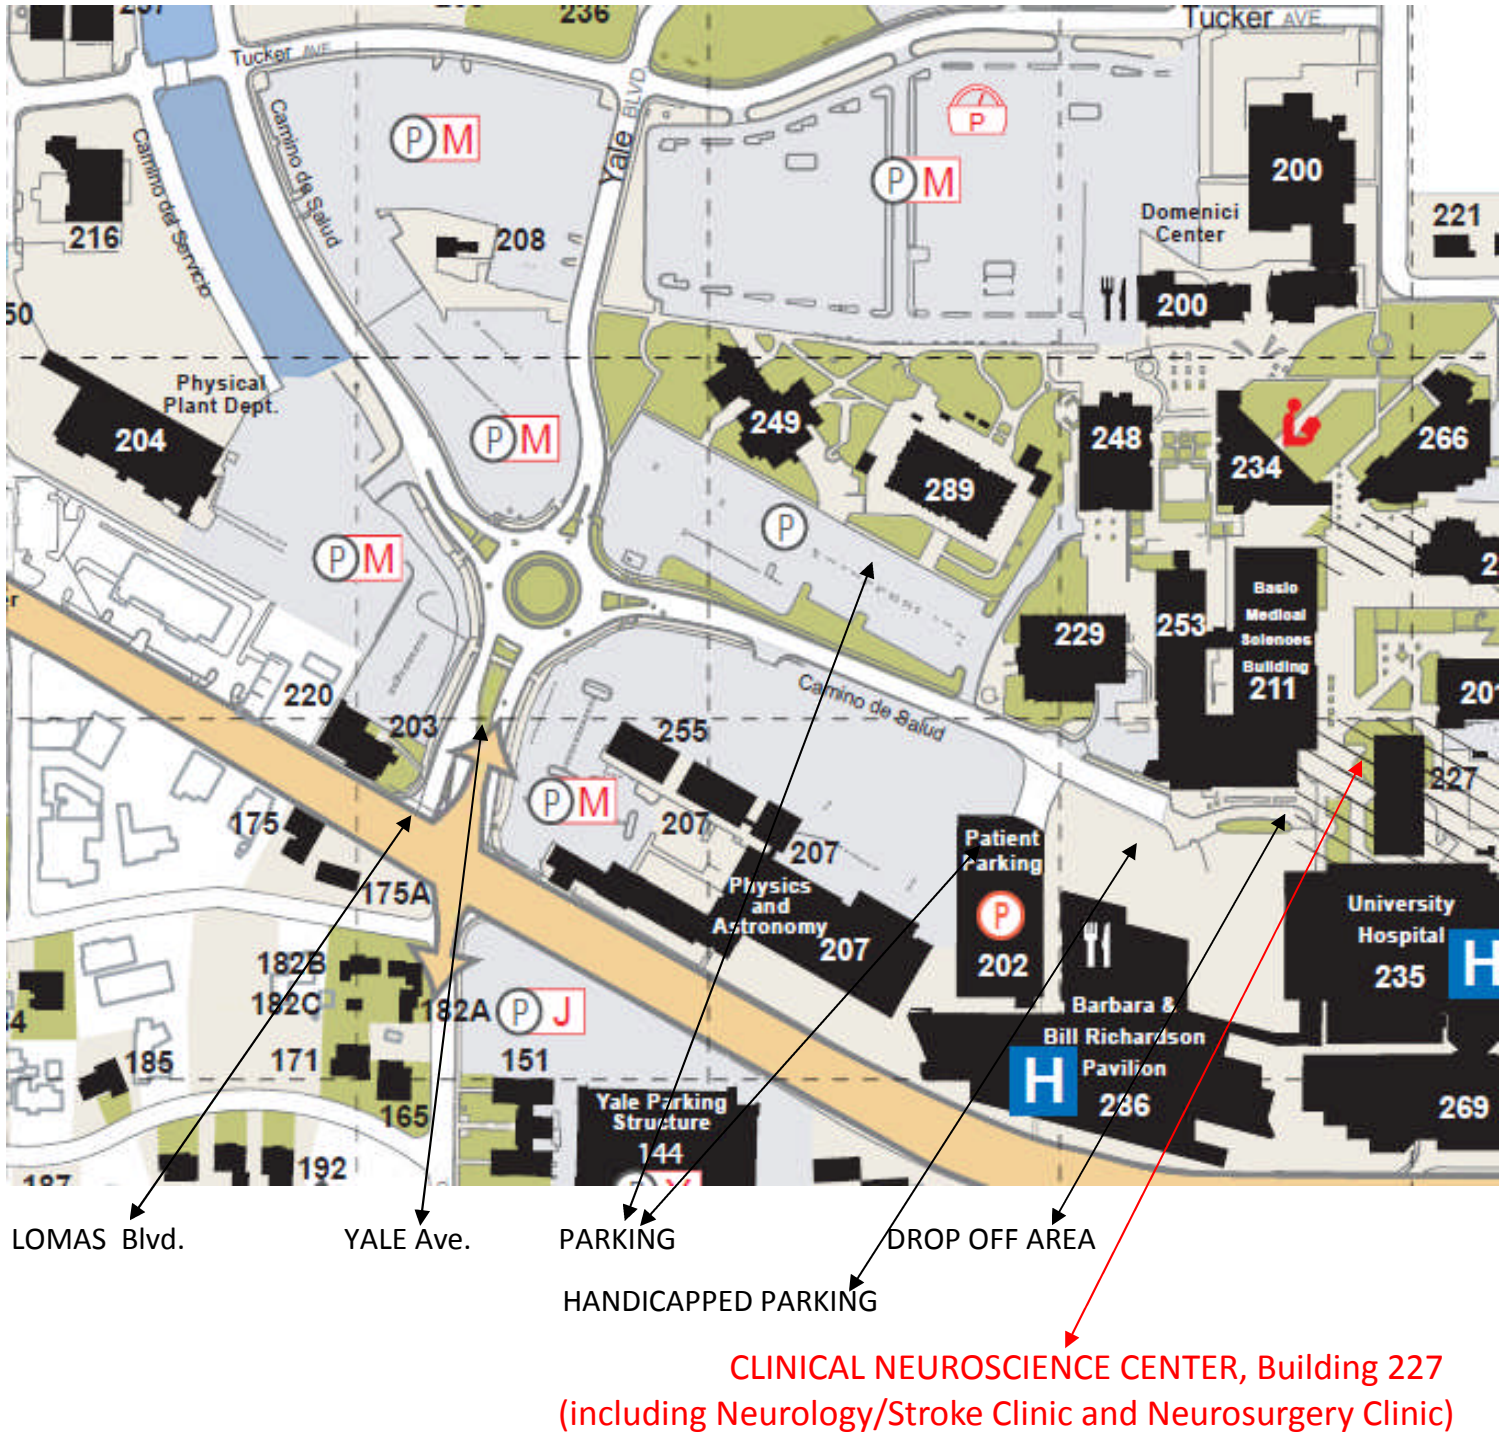 237
236
Tucker AVE
Tucker AVE.
Camino de Salud
Camino del Servicio
Yale BLVD.
P M
P
P M
200
Domenici
Center
221
216
208
200
50
Physical
Plant Dept.
204
P M
249
289
248
234
266
P
P M
229
253
Basic
Medical
Sciences
Building
211
201
220
203
255
Camino de Salud
227
P M
207
207
175
175A
Physics
and
Astronomy
207
Patient
Parking
P
202
University
Hospital
235
H
182B
182C
182A
P J
151
Barbara &
Bill Richardson
Pavilion
286
H
269
185
171
165
Yale Parking
Structure
144
187
192
LOMAS Blvd.
YALE Ave.
PARKING
DROP OFF AREA
HANDICAPPED PARKING
CLINICAL NEUROSCIENCE CENTER, Building 227
(including Neurology/Stroke Clinic and Neurosurgery Clinic)